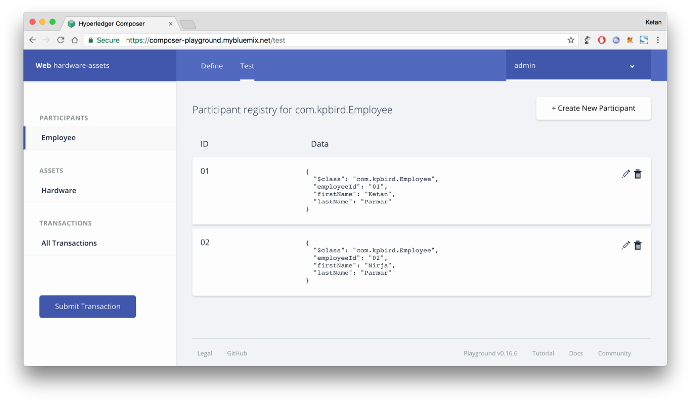 Hyperledger Composer
Ketan
Secure https://composer-playground.mybluemix.net/test
Web hardware-assets
Define
Test
admin
PARTICIPANTS
Employee
ASSETS
Hardware
TRANSACTIONS
All Transactions
Submit Transaction
Participant registry for com.kpbird.Employee
+ Create New Participant
ID
Data
01
{
"$class": "com.kpbird.Employee",
"employeeId": "01",
"firstName": "Ketan",
"lastName": "Parmar"
}
02
{
"$class": "com.kpbird.Employee",
"employeeId": "02",
"firstName": "Nirja",
"lastName": "Parmar"
}
Legal
GitHub
Playground v0.16.0
Tutorial
Docs
Community